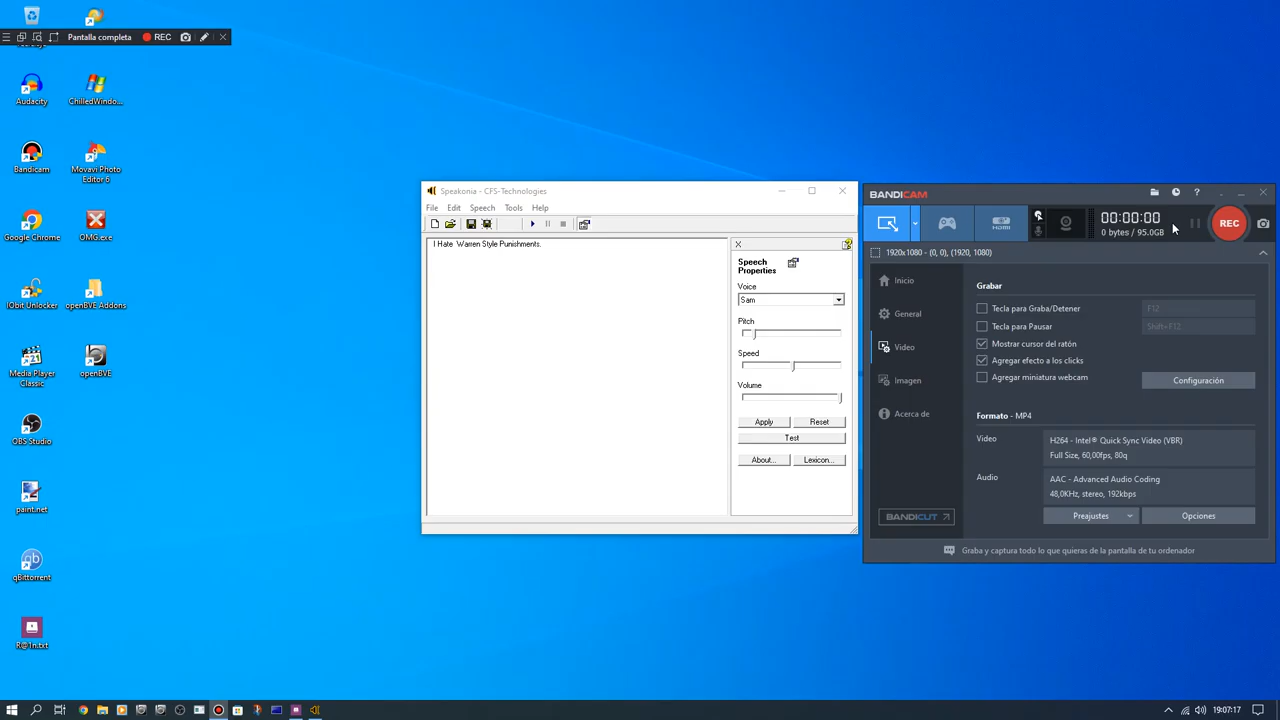 Pantalla completa
REC
Audacity
ChilledWindo...
Bandicam
Movavi Photo
Editor 6
Google Chrome
OMG.exe
IObit Unlocker
openBVE Addons
Media Player
Classic
openBVE
OBS Studio
paint.net
qBittorrent
R@1n.txt
Speakonia - CFS-Technologies
File Edit Speech Tools Help
I Hate Warren Style Punishments.
Speech
Properties
Voice
Sam
Pitch
Speed
Volume
Apply
Reset
Test
About...
Lexicon...
BANDICAM
HDMI
00:00:00
0 bytes / 95.0GB
REC
1920x1080 - (0, 0), (1920, 1080)
Inicio
General
Video
Imagen
Acerca de
BANDICUT
Grabar
Tecla para Graba/Detener
F12
Tecla para Pausar
Shift+F12
Mostrar cursor del ratón
Agregar efecto a los clicks
Agregar miniatura webcam
Configuración
Formato - MP4
Video
H264 - Intel® Quick Sync Video (VBR)
Full Size, 60,00fps, 80q
Audio
AAC - Advanced Audio Coding
48,0KHz, stereo, 192kbps
Preajustes
Opciones
Graba y captura todo lo que quieras de la pantalla de tu ordenador
19:07:17